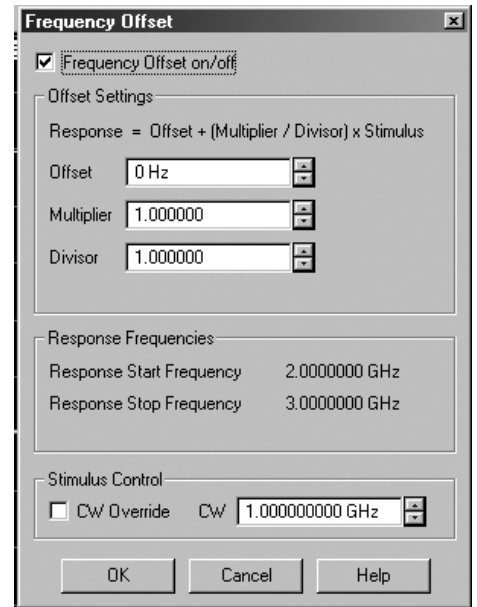 Frequency Offset
Frequency Offset on/off
Offset Settings
Response = Offset + (Multiplier / Divisor) x Stimulus
Offset 0 Hz
Multiplier 1.000000
Divisor 1.000000
Response Frequencies
Response Start Frequency 2.0000000 GHz
Response Stop Frequency 3.0000000 GHz
Stimulus Control
CW Override CW 1.000000000 GHz
OK Cancel Help